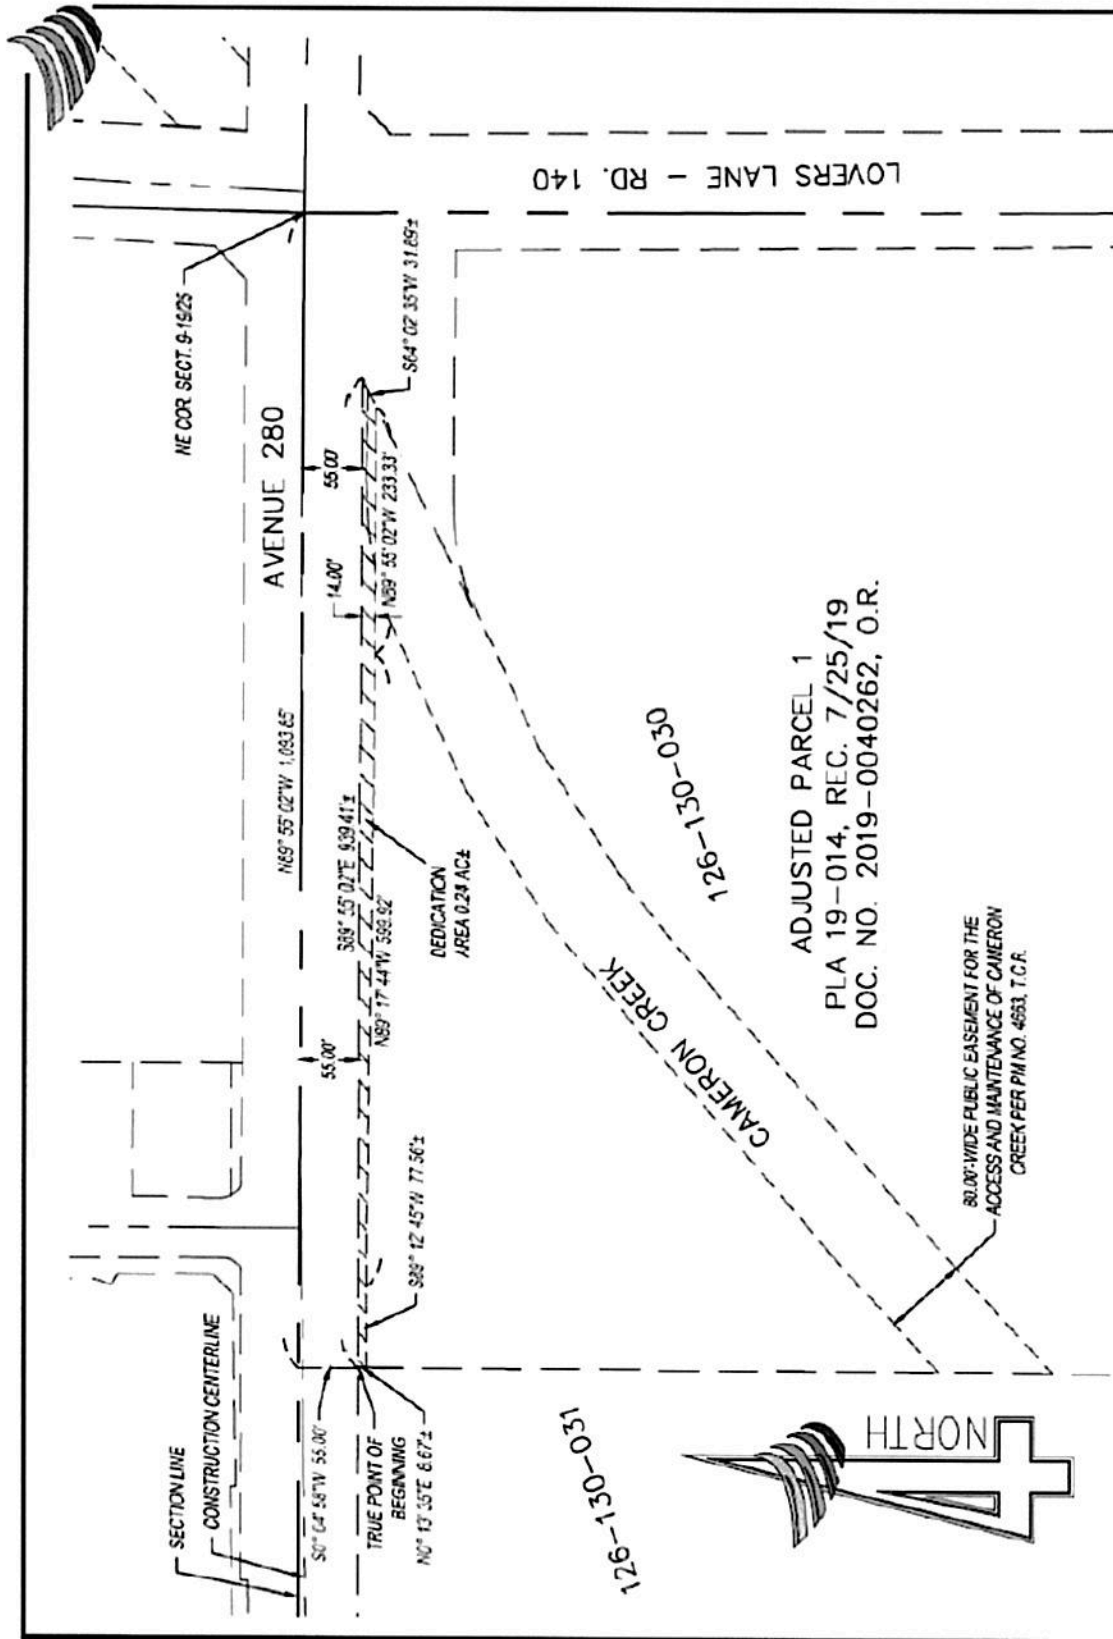 NE COR. SECT. 9-19/25
LOVERS LANE - RD. 140
AVENUE 280
S64° 02' 35"W 31.89'±
55.00'
14.00'
N89° 55' 02"W 233.33'
N89° 55' 02"W 1,093.85'
S89° 55' 02"E 939.41'±
N89° 17' 44"W 599.92'
DEDICATION
AREA 0.24 AC±
55.00'
S89° 12' 45"W 77.56'±
SECTION LINE
CONSTRUCTION CENTERLINE
S0° 04' 58"W 55.00'
TRUE POINT OF
BEGINNING
N0° 13' 35"E 8.67'±
CAMERON CREEK
126-130-030
ADJUSTED PARCEL 1
PLA 19-014, REC. 7/25/19
DOC. NO. 2019-0040262, O.R.
80.00'-WIDE PUBLIC EASEMENT FOR THE
ACCESS AND MAINTENANCE OF CAMERON
CREEK PER PM NO. 4663, T.C.R.
126-130-031
NORTH